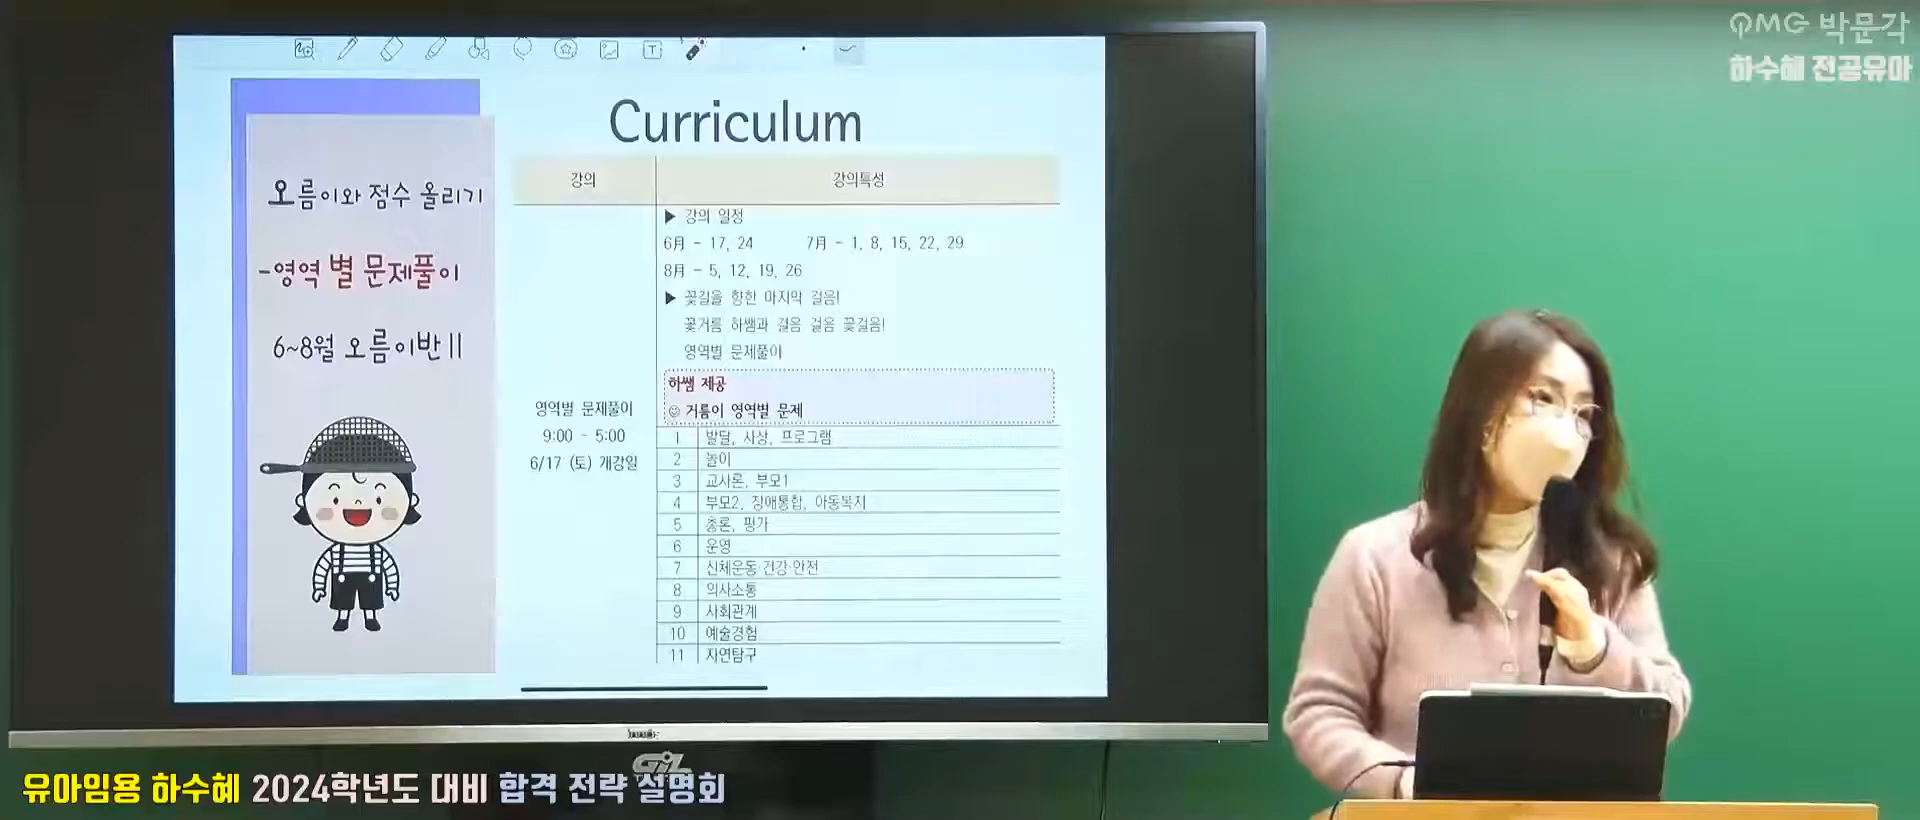 PMG 박문각
하수혜 전공유아
Curriculum
오름이와 점수 올리기
-영역 별 문제풀이
6~8월 오름이반 II
강의
강의특성
영역별 문제풀이
9:00 - 5:00
6/17 (토) 개강일
▶ 강의 일정
6月 - 17, 24 7月 - 1, 8, 15, 22, 29
8月 - 5, 12, 19, 26
▶ 꽃길을 향한 마지막 걸음!
꽃거름 하쌤과 걸음 걸음 꽃걸음!
영역별 문제풀이
하쌤 제공
☺ 거름이 영역별 문제
1 발달, 사상, 프로그램
2 놀이
3 교사론, 부모1
4 부모2, 장애통합, 아동복지
5 총론, 평가
6 운영
7 신체운동·건강·안전
8 의사소통
9 사회관계
10 예술경험
11 자연탐구
유아임용 하수혜 2024학년도 대비 합격 전략 설명회